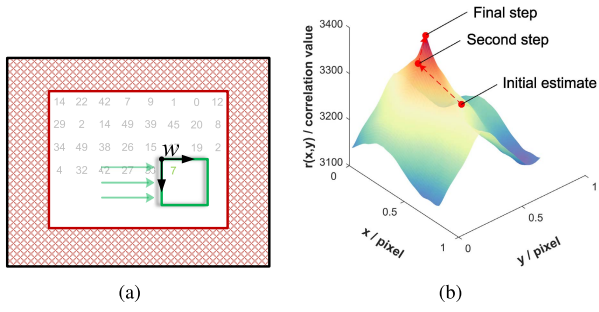 14 22 42 7 9 1 0 12
29 2 14 49 39 45 20 8
34 49 38 26 15 19 2
w
4 32 42 27 7
(a)
3400
3300
3200
3100
r(x,y) / correlation value
Final step
Second step
Initial estimate
0
0.5
1
x / pixel
0
0.5
1
y / pixel
(b)